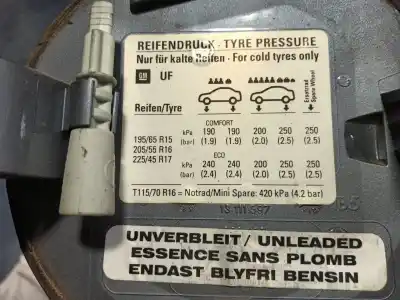 REIFENDRUCK - TYRE PRESSURE
Nur für kalte Reifen - For cold tyres only
GM UF
Ersatzrad
Spare Wheel
Reifen/Tyre
COMFORT
kPa 190 190 200 250 250
195/65 R15 (bar) (1.9) (1.9) (2.0) (2.5) (2.5)
205/55 R16
ECO
225/45 R17 kPa 240 240 200 250 250
(bar) (2.4) (2.4) (2.0) (2.5) (2.5)
T115/70 R16 = Notrad/Mini Spare: 420 kPa (4.2 bar)
UNVERBLEIT / UNLEADED
ESSENCE SANS PLOMB
ENDAST BLYFRI BENSIN